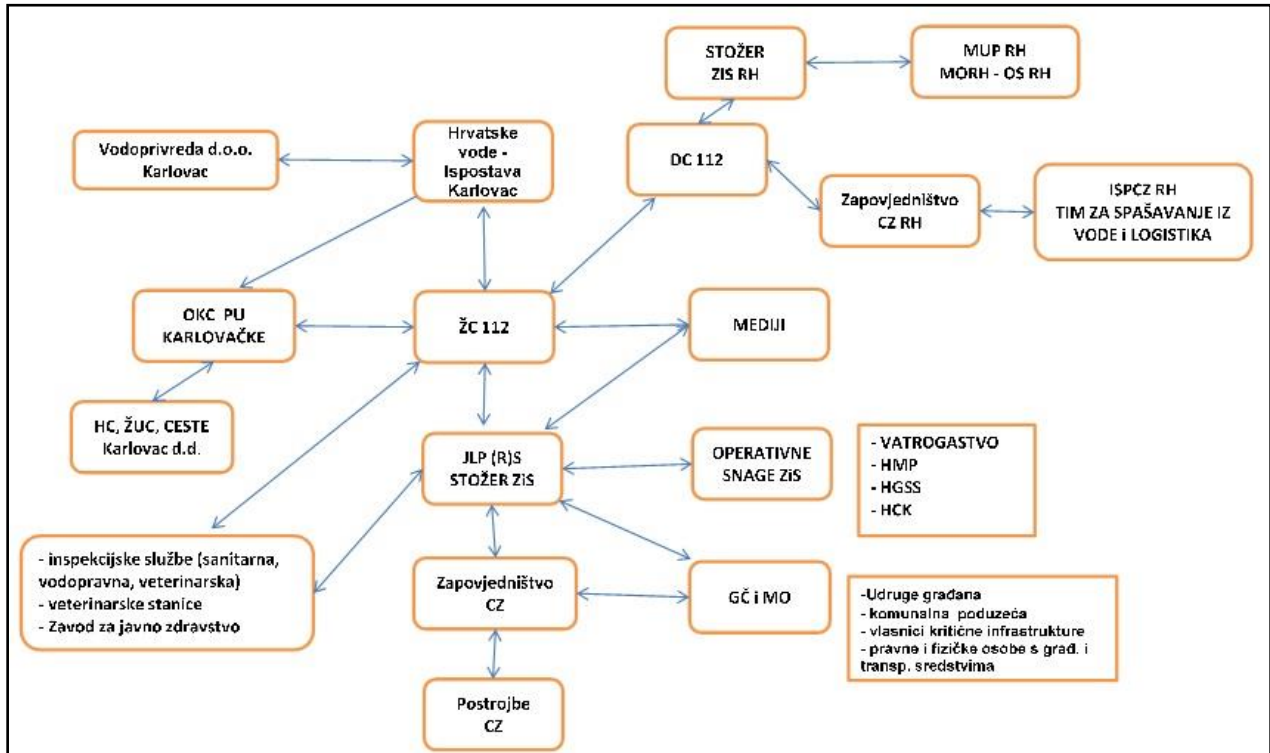 STOŽER
ZIS RH
MUP RH
MORH - OS RH
Vodoprivreda d.o.o.
Karlovac
Hrvatske
vode -
Ispostava
Karlovac
DC 112
Zapovjedništvo
CZ RH
ISPCZ RH
TIM ZA SPAŠAVANJE IZ
VODE i LOGISTIKA
OKC PU
KARLOVAČKE
ŽC 112
MEDIJI
HC, ŽUC, CESTE
Karlovac d.d.
JLP (R)S
STOŽER ZiS
OPERATIVNE
SNAGE ZiS
- VATROGASTVO
- HMP
- HGSS
- HCK
- inspekcijske službe (sanitarna,
vodopravna, veterinarska)
- veterinarske stanice
- Zavod za javno zdravstvo
Zapovjedništvo
CZ
GČ i MO
-Udruge građana
- komunalna poduzeća
- vlasnici kritične infrastrukture
- pravne i fizičke osobe s građ. i
transp. sredstvima
Postrojbe
CZ